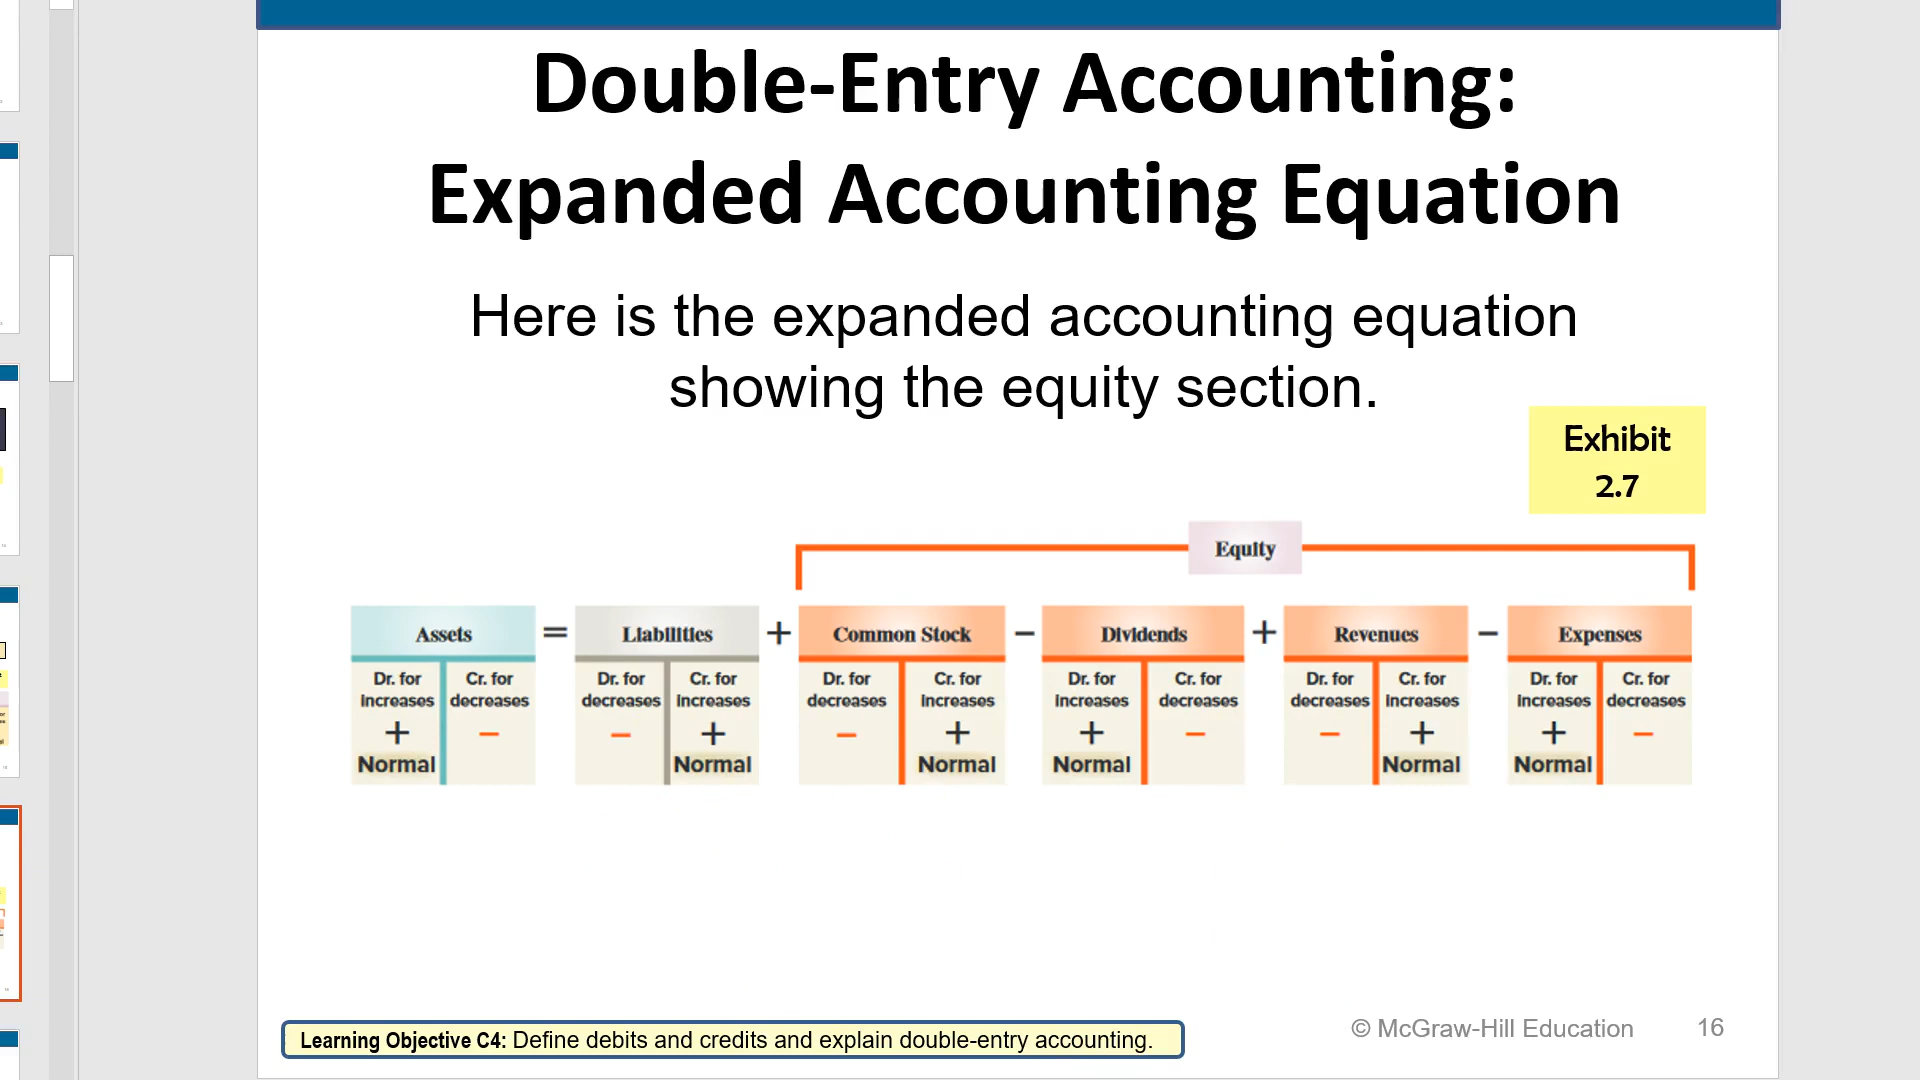 Double-Entry Accounting:
Expanded Accounting Equation
Here is the expanded accounting equation
showing the equity section.
Exhibit
2.7
Equity
Assets = Liabilities + Common Stock − Dividends + Revenues − Expenses
Dr. for Cr. for Dr. for Cr. for Dr. for Cr. for Dr. for Cr. for Dr. for Cr. for Dr. for Cr. for
increases decreases decreases increases decreases increases increases decreases decreases increases increases decreases
+ − − + − + + − − + + −
Normal Normal Normal Normal Normal Normal
Learning Objective C4: Define debits and credits and explain double-entry accounting.
© McGraw-Hill Education 16